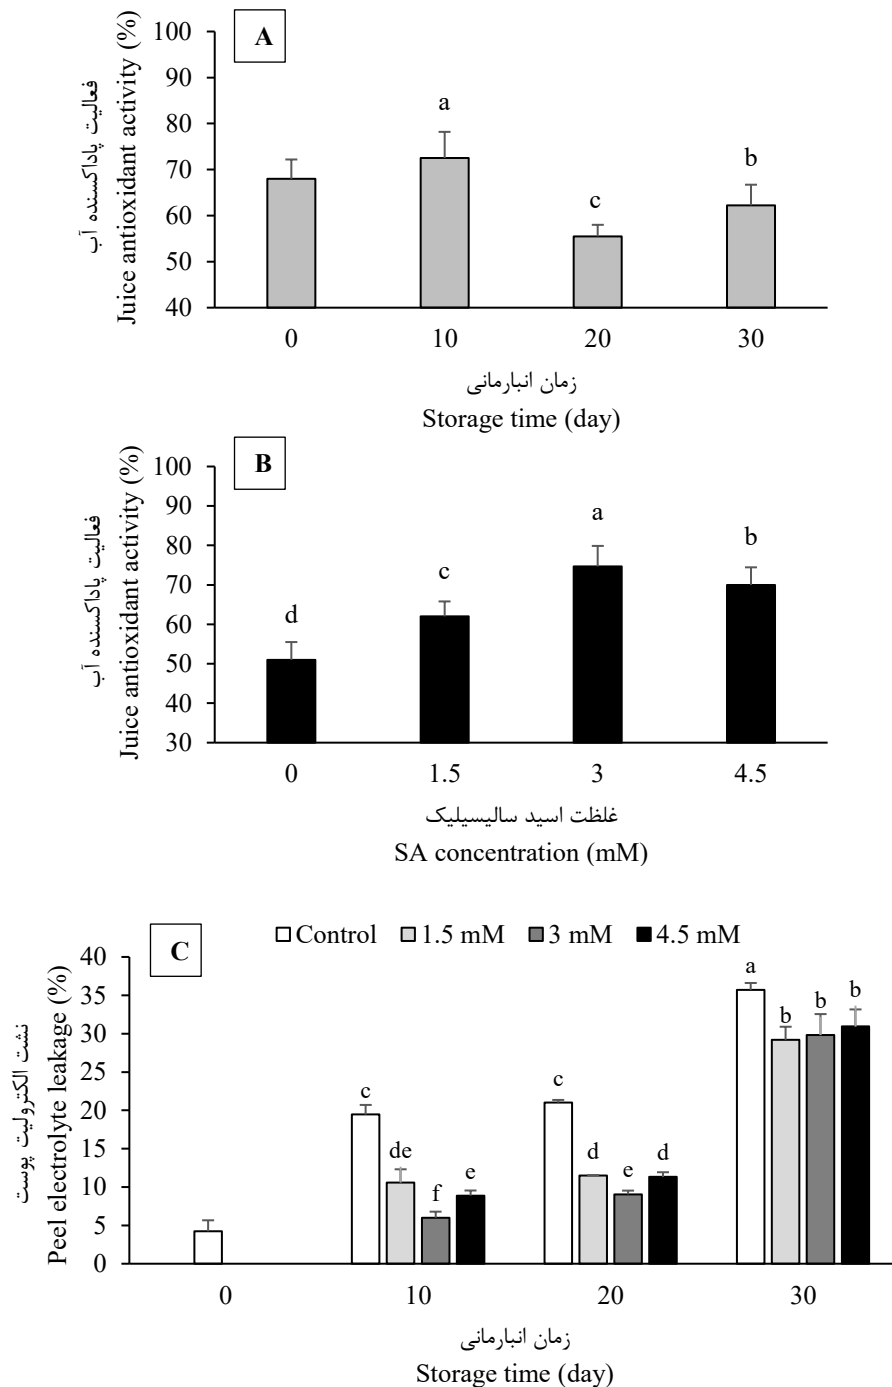 A
فعالیت پاداکسنده آب
Juice antioxidant activity (%)
100
90
80
70
60
50
40
a
c
b
0 10 20 30
زمان انبارمانی
Storage time (day)
B
فعالیت پاداکسنده آب
Juice antioxidant activity (%)
100
90
80
70
60
50
40
30
d
c
a
b
0 1.5 3 4.5
غلظت اسید سالیسیلیک
SA concentration (mM)
C
Control 1.5 mM 3 mM 4.5 mM
نشت الکترولیت پوست
Peel electrolyte leakage (%)
40
35
30
25
20
15
10
5
0
c
de
f
e
c
d
e
d
a
b
b
b
0 10 20 30
زمان انبارمانی
Storage time (day)